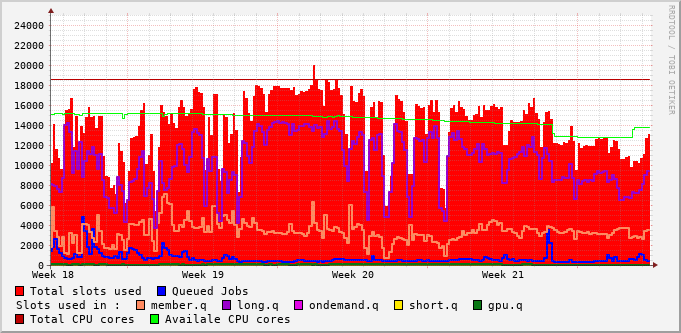 24000
22000
20000
18000
16000
14000
12000
10000
8000
6000
4000
2000
0
Week 18 Week 19 Week 20 Week 21
Total slots used Queued Jobs
Slots used in : member.q long.q ondemand.q short.q gpu.q
Total CPU cores Availale CPU cores
RRDTOOL / TOBI OETIKER